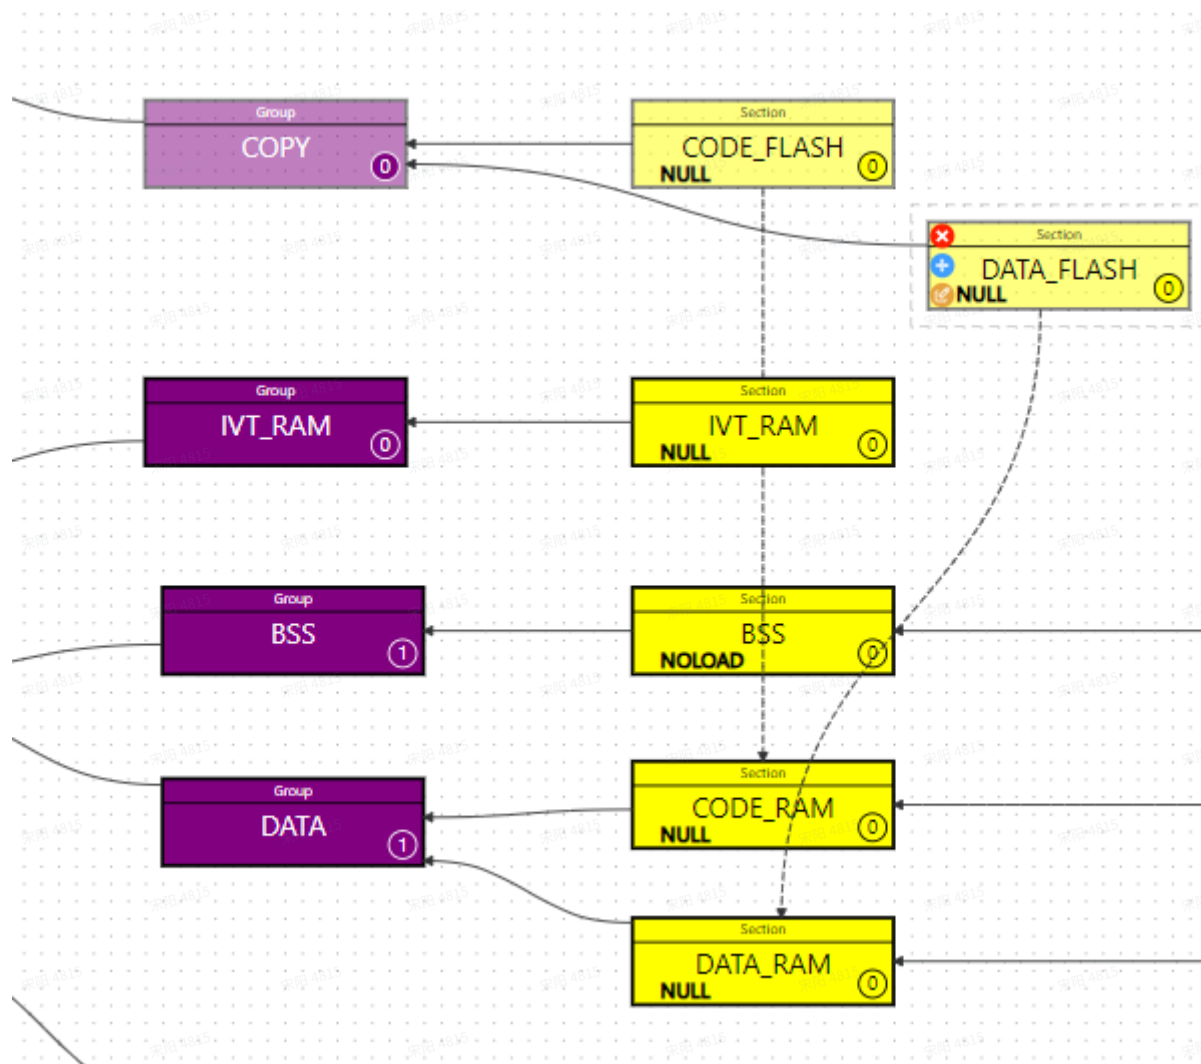 Group
COPY
0
Section
CODE_FLASH
NULL
0
Section
DATA_FLASH
NULL
0
Group
IVT_RAM
0
Section
IVT_RAM
NULL
0
Group
BSS
1
Section
BSS
NOLOAD
0
Group
DATA
1
Section
CODE_RAM
NULL
0
Section
DATA_RAM
NULL
0